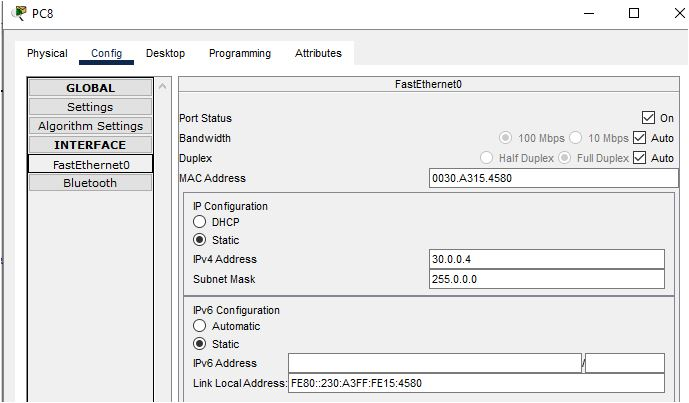 PC8
Physical Config Desktop Programming Attributes
GLOBAL
Settings
Algorithm Settings
INTERFACE
FastEthernet0
Bluetooth
FastEthernet0
Port Status On
Bandwidth 100 Mbps 10 Mbps Auto
Duplex Half Duplex Full Duplex Auto
MAC Address 0030.A315.4580
IP Configuration
DHCP
Static
IPv4 Address 30.0.0.4
Subnet Mask 255.0.0.0
IPv6 Configuration
Automatic
Static
IPv6 Address /
Link Local Address: FE80::230:A3FF:FE15:4580